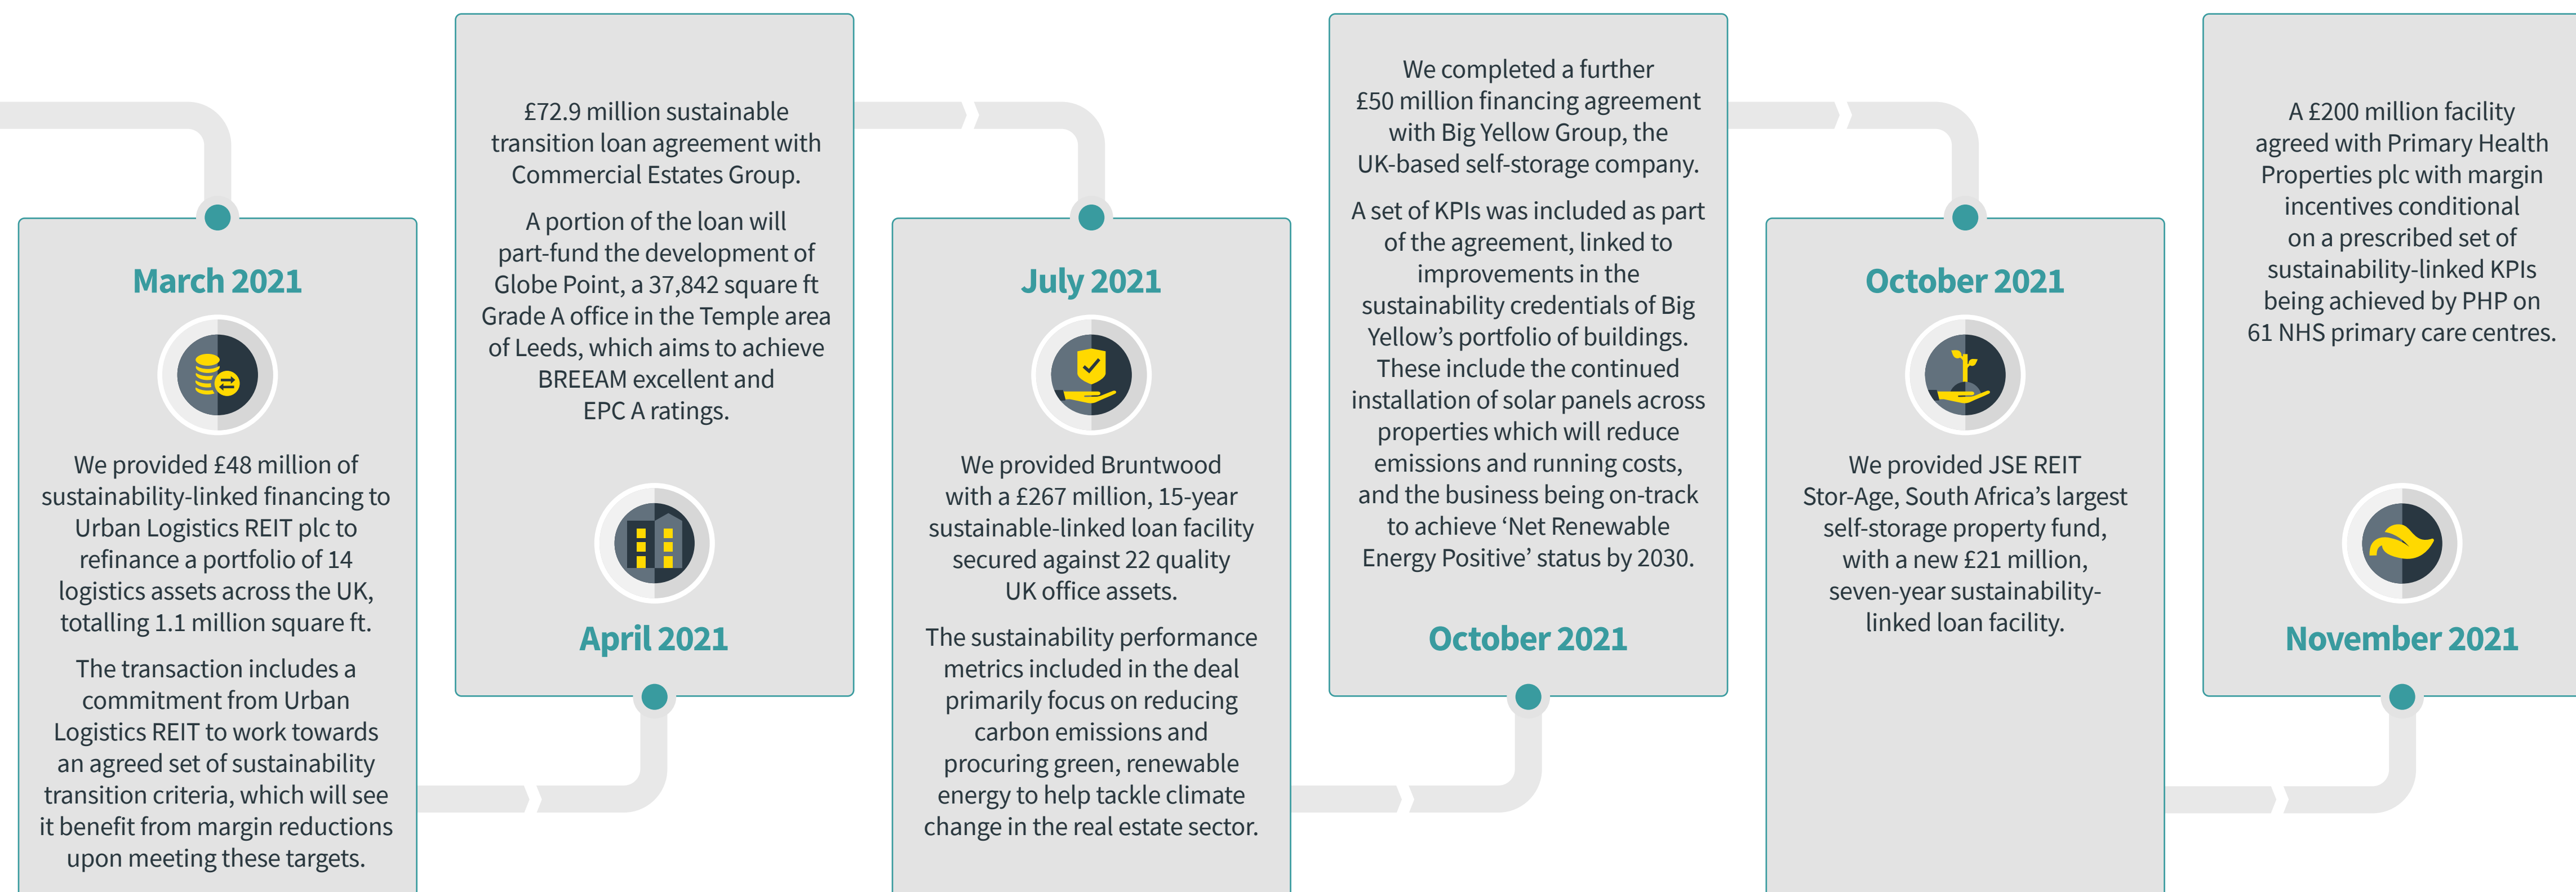 March 2021
We provided £48 million of
sustainability-linked financing to
Urban Logistics REIT plc to
refinance a portfolio of 14
logistics assets across the UK,
totalling 1.1 million square ft.
The transaction includes a
commitment from Urban
Logistics REIT to work towards
an agreed set of sustainability
transition criteria, which will see
it benefit from margin reductions
upon meeting these targets.
£72.9 million sustainable
transition loan agreement with
Commercial Estates Group.
A portion of the loan will
part-fund the development of
Globe Point, a 37,842 square ft
Grade A office in the Temple area
of Leeds, which aims to achieve
BREEAM excellent and
EPC A ratings.
April 2021
July 2021
We provided Bruntwood
with a £267 million, 15-year
sustainable-linked loan facility
secured against 22 quality
UK office assets.
The sustainability performance
metrics included in the deal
primarily focus on reducing
carbon emissions and
procuring green, renewable
energy to help tackle climate
change in the real estate sector.
We completed a further
£50 million financing agreement
with Big Yellow Group, the
UK-based self-storage company.
A set of KPIs was included as part
of the agreement, linked to
improvements in the
sustainability credentials of Big
Yellow’s portfolio of buildings.
These include the continued
installation of solar panels across
properties which will reduce
emissions and running costs,
and the business being on-track
to achieve ‘Net Renewable
Energy Positive’ status by 2030.
October 2021
October 2021
We provided JSE REIT
Stor-Age, South Africa’s largest
self-storage property fund,
with a new £21 million,
seven-year sustainability-
linked loan facility.
A £200 million facility
agreed with Primary Health
Properties plc with margin
incentives conditional
on a prescribed set of
sustainability-linked KPIs
being achieved by PHP on
61 NHS primary care centres.
November 2021